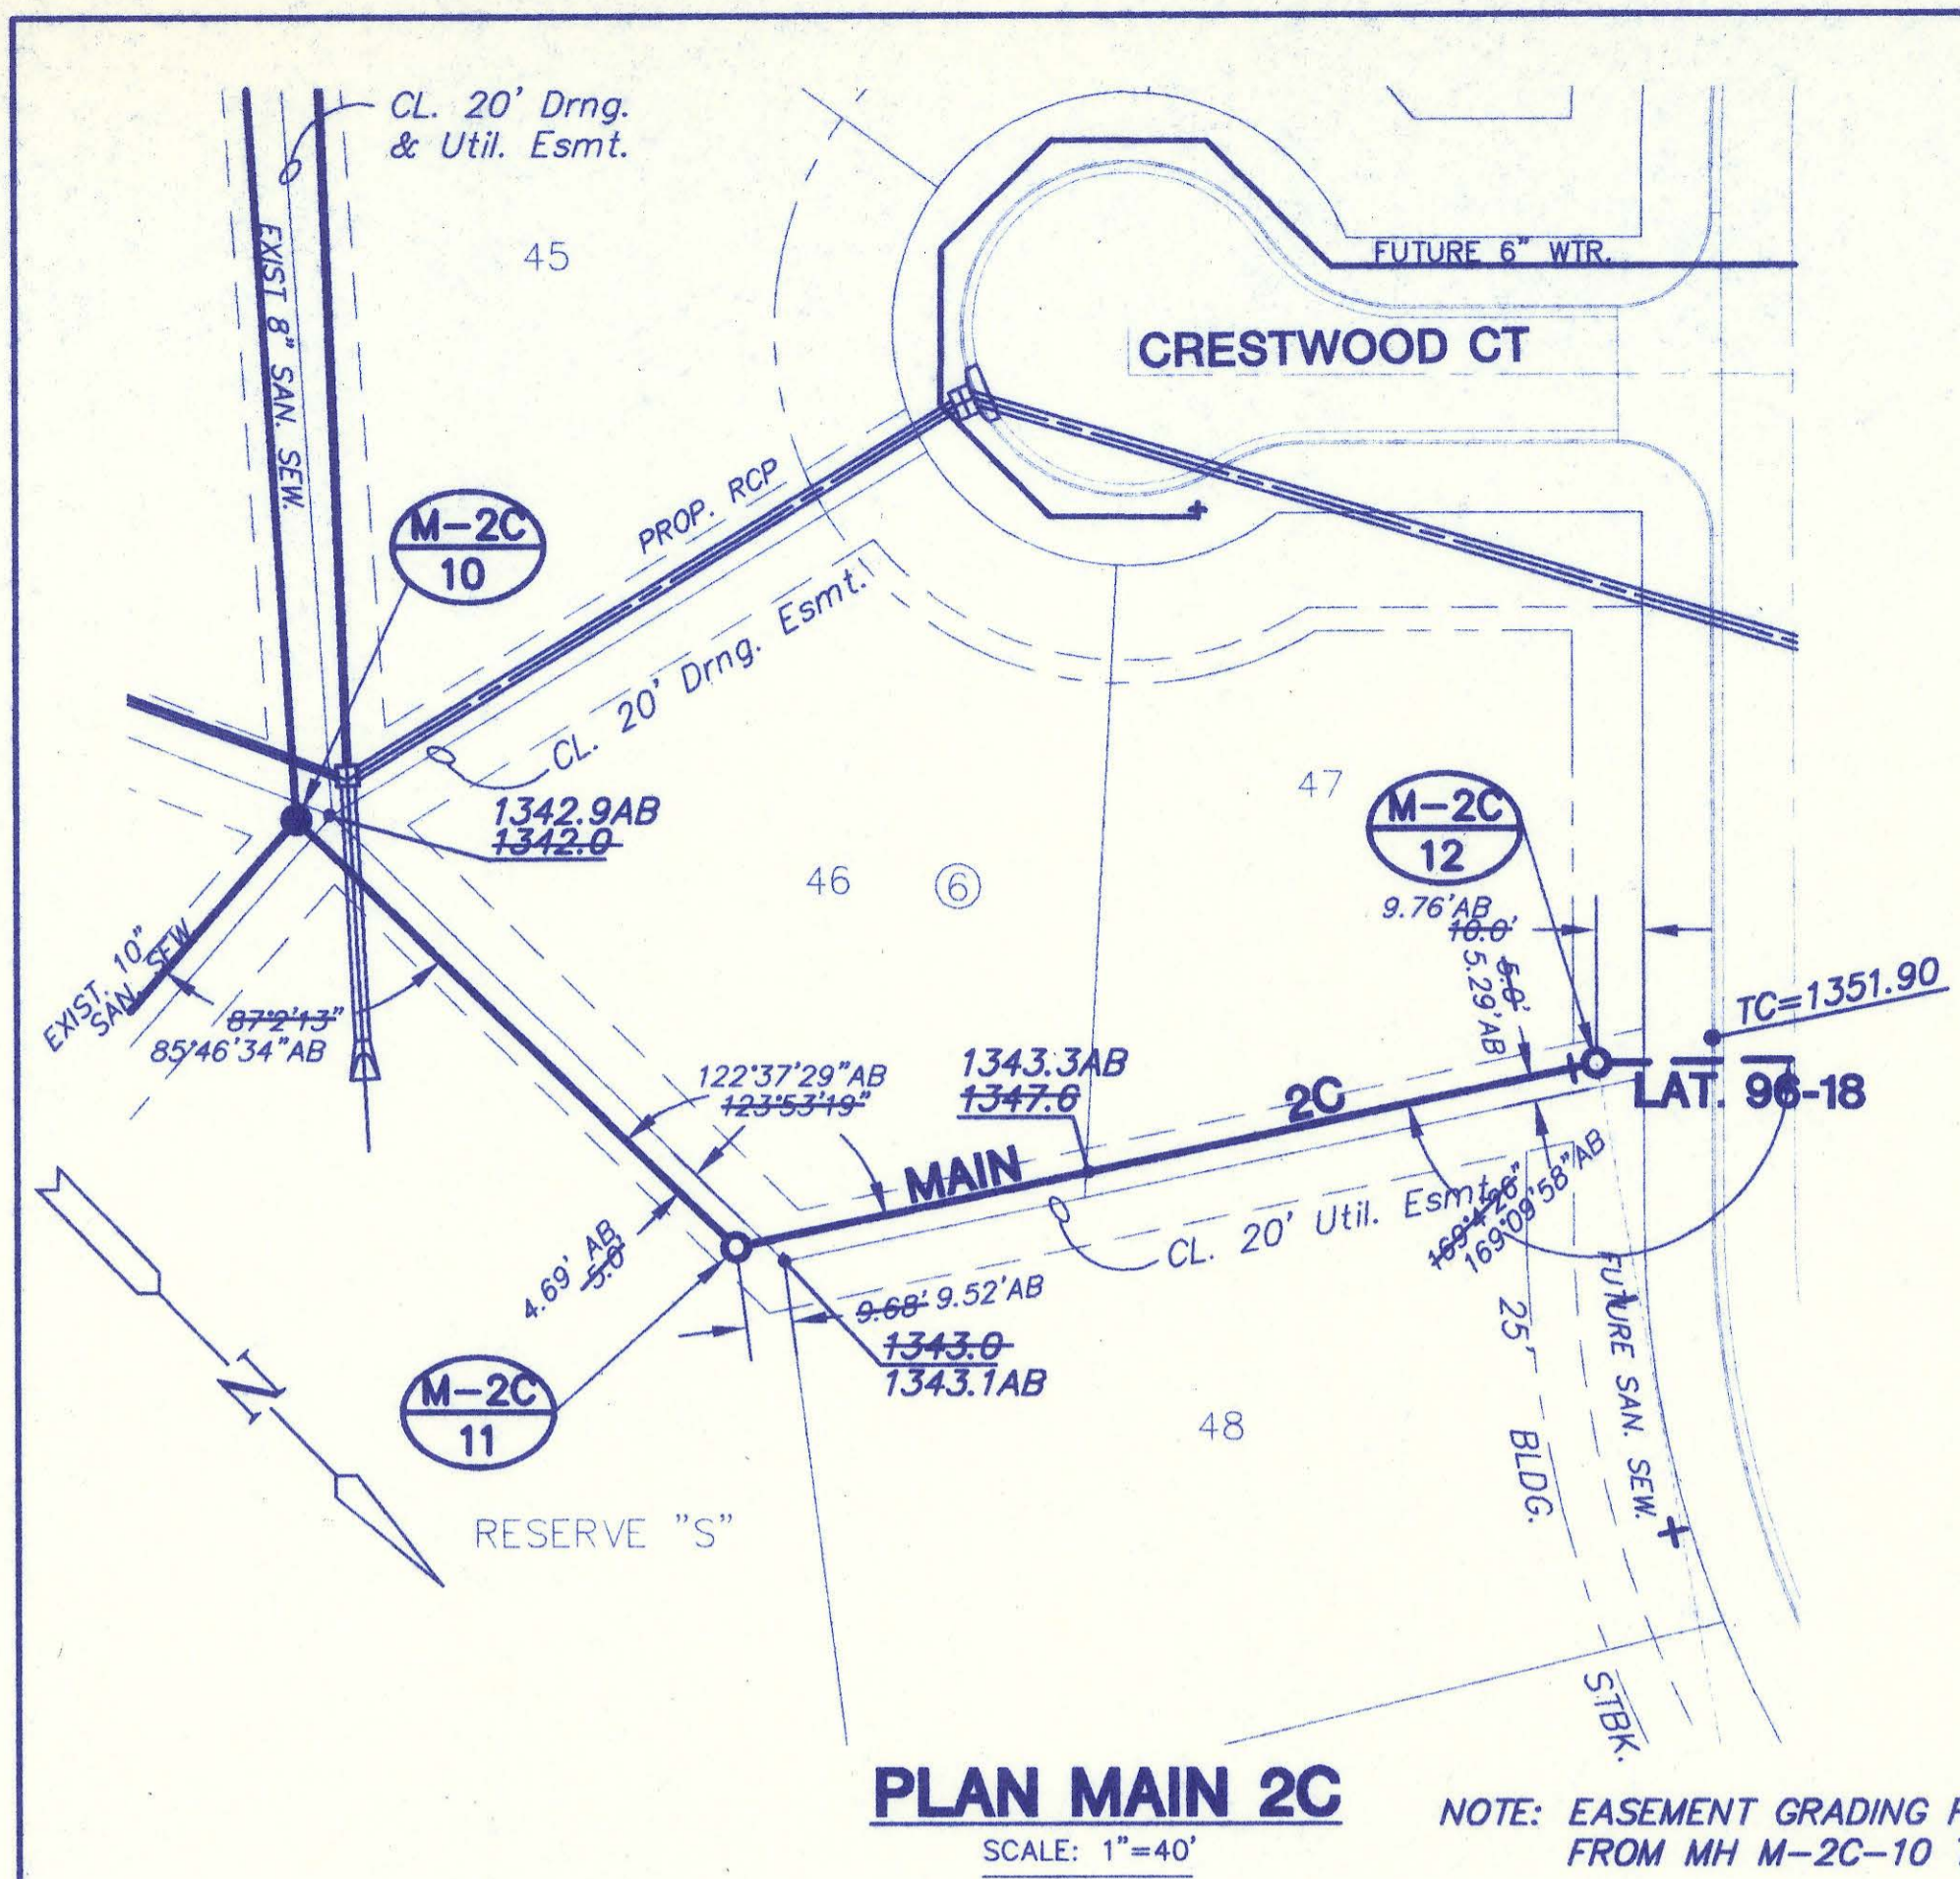 CL. 20' Drng.
& Util. Esmt.
EXIST 8" SAN. SEW.
45
FUTURE 6" WTR.
CRESTWOOD CT
M-2C
10
PROP. RCP
CL. 20' Drng. Esmt.
1342.9AB
1342.0
47
M-2C
12
46
6
9.76'AB
10.0'
5.0'
5.29'AB
EXIST. 10"
SAN. SEW
87°2'13"
85°46'34"AB
TC=1351.90
122°37'29"AB
123°53'19"
1343.3AB
1347.6
2C
LAT. 96-18
MAIN
CL. 20' Util. Esmt.
169°4'26"
169°09'58"AB
4.69' AB
5.0'
9.68' 9.52'AB
1343.0
1343.1AB
M-2C
11
48
25' BLDG. STBK.
FUTURE SAN. SEW.
N
RESERVE "S"
PLAN MAIN 2C
SCALE: 1"=40'
NOTE: EASEMENT GRADING
FROM MH M-2C-10